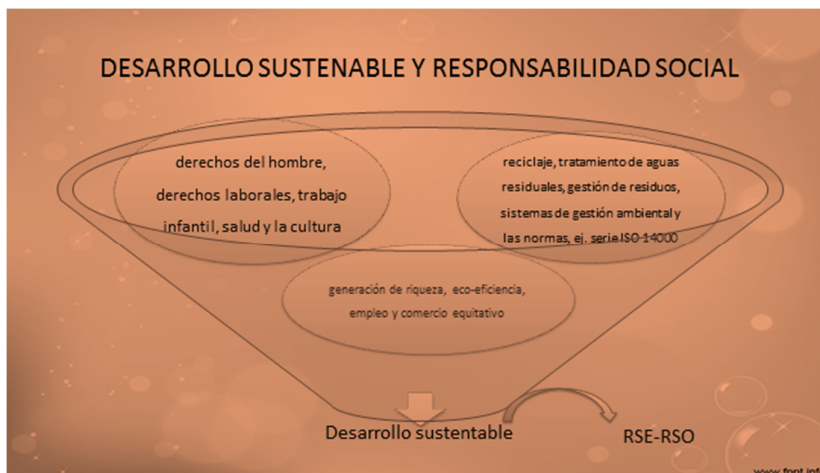 DESARROLLO SUSTENABLE Y RESPONSABILIDAD SOCIAL
derechos del hombre,
derechos laborales, trabajo
infantil, salud y la cultura
reciclaje, tratamiento de aguas
residuales, gestión de residuos,
sistemas de gestión ambiental y
las normas, ej. serie ISO 14000
generación de riqueza, eco-eficiencia,
empleo y comercio equitativo
Desarrollo sustentable
RSE-RSO